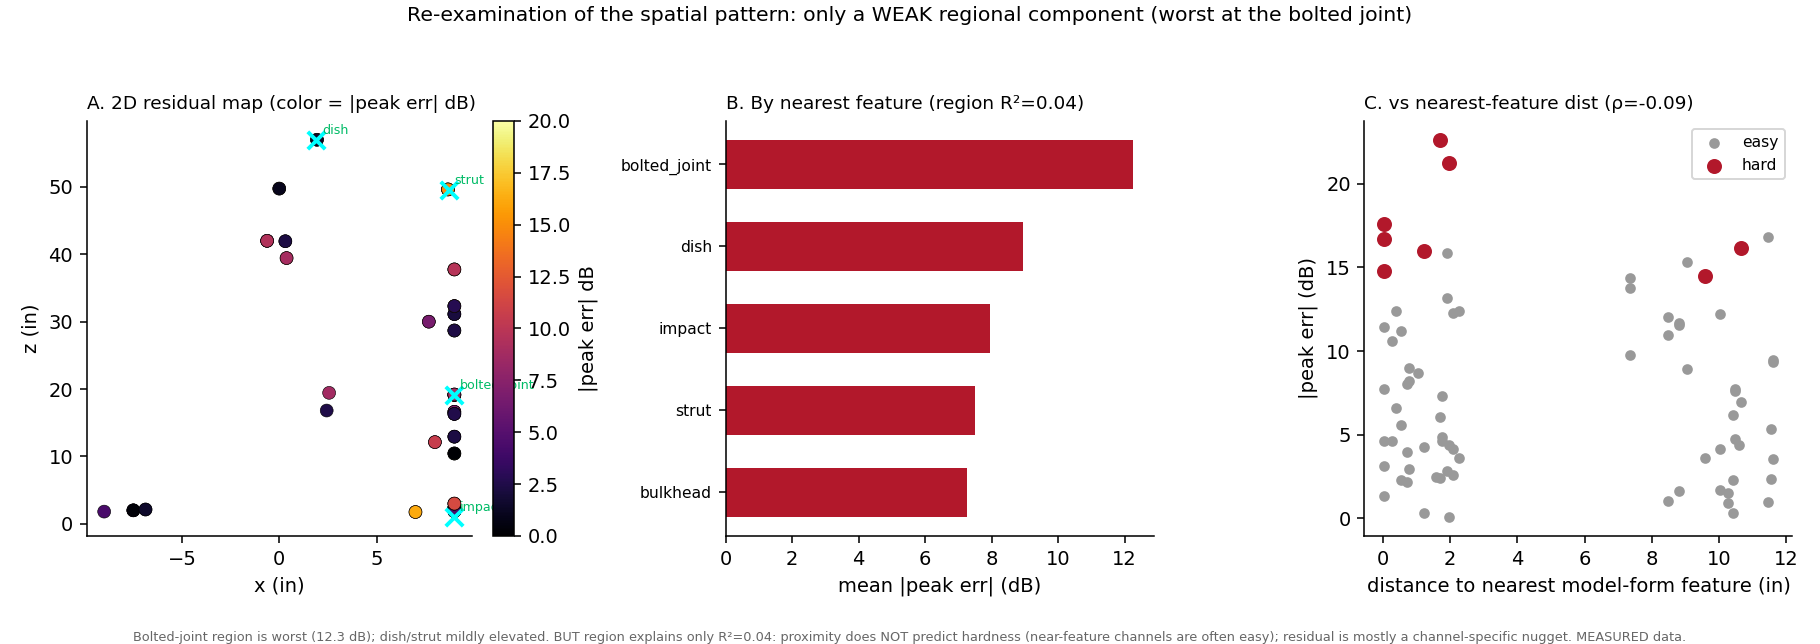 Re-examination of the spatial pattern: only a WEAK regional component (worst at the bolted joint)
A. 2D residual map (color = |peak err| dB)
dish
strut
bolted_joint
impact
50
40
30
20
10
0
z (in)
−5
0
5
x (in)
20.0
17.5
15.0
12.5
10.0
7.5
5.0
2.5
0.0
|peak err| dB
B. By nearest feature (region R²=0.04)
bolted_joint
dish
impact
strut
bulkhead
0
2
4
6
8
10
12
mean |peak err| (dB)
C. vs nearest-feature dist (ρ=-0.09)
easy
hard
20
15
10
5
0
|peak err| (dB)
0
2
4
6
8
10
12
distance to nearest model-form feature (in)
Bolted-joint region is worst (12.3 dB); dish/strut mildly elevated. BUT region explains only R²=0.04: proximity does NOT predict hardness (near-feature channels are often easy); residual is mostly a channel-specific nugget. MEASURED data.